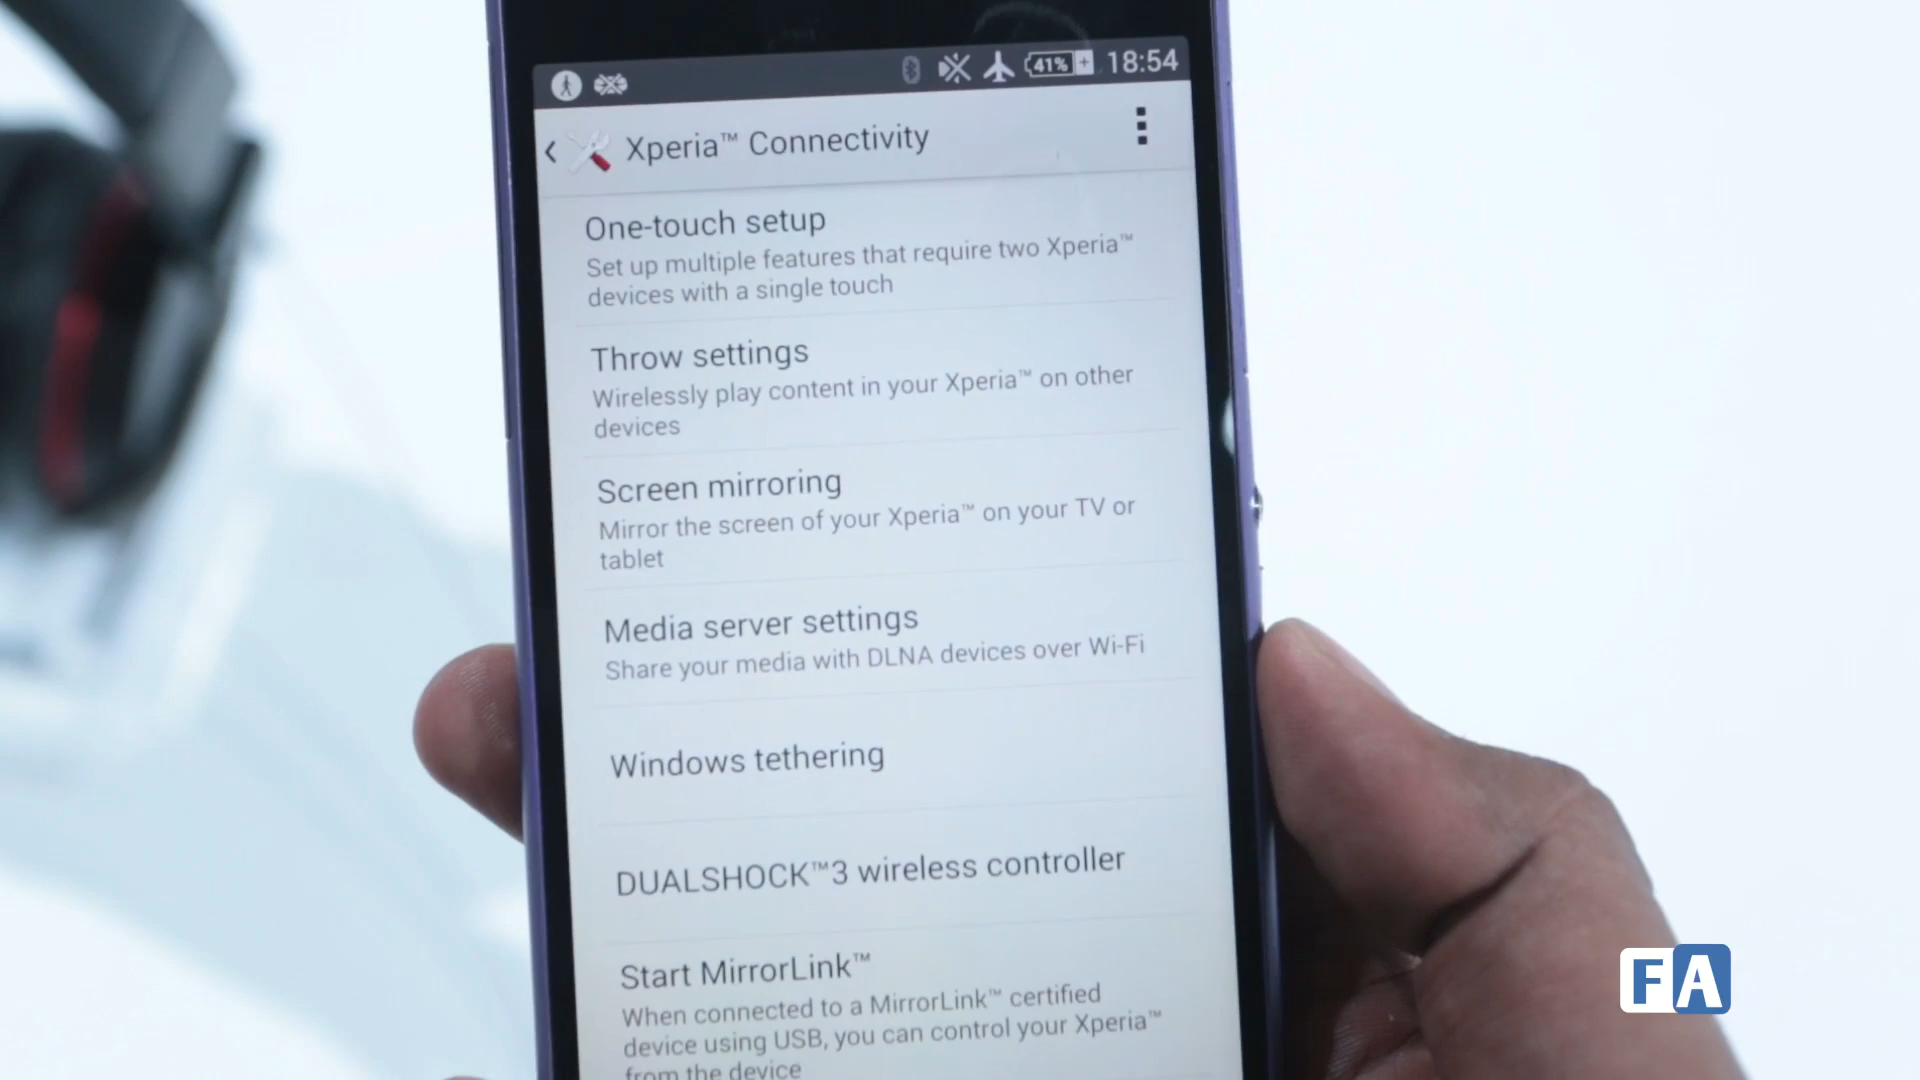 41% 18:54
Xperia™ Connectivity
One-touch setup
Set up multiple features that require two Xperia™
devices with a single touch
Throw settings
Wirelessly play content in your Xperia™ on other
devices
Screen mirroring
Mirror the screen of your Xperia™ on your TV or
tablet
Media server settings
Share your media with DLNA devices over Wi-Fi
Windows tethering
DUALSHOCK™3 wireless controller
Start MirrorLink™
When connected to a MirrorLink™ certified
device using USB, you can control your Xperia™
from the device
FA